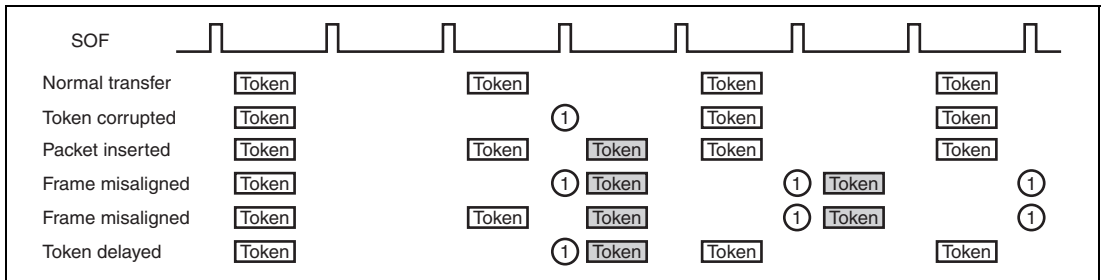 SOF
Normal transfer Token Token Token Token
Token corrupted Token 1 Token Token
Packet inserted Token Token Token Token Token
Frame misaligned Token 1 Token 1 Token 1
Frame misaligned Token Token Token 1 Token 1
Token delayed Token 1 Token Token Token